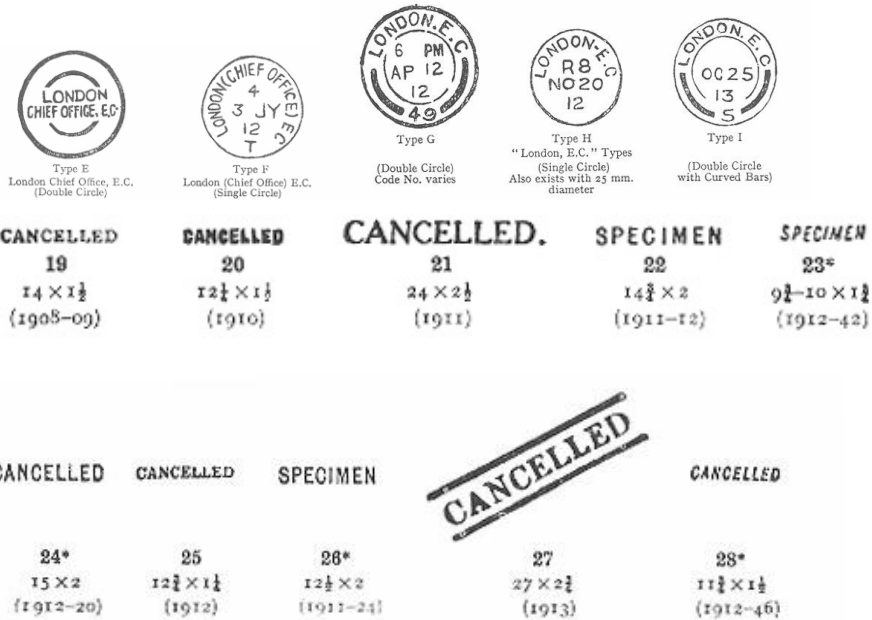 LONDON
CHIEF OFFICE. E.C.
Type E
London Chief Office, E.C.
(Double Circle)
LONDON (CHIEF OFFICE) E.C
4
3 JY
12
T
Type F
London (Chief Office) E.C.
(Single Circle)
LONDON. E. C
6 PM
AP 12
12
49
Type G
(Double Circle)
Code No. varies
LONDON-E.C
R8
NO20
12
Type H
"London, E.C." Types
(Single Circle)
Also exists with 25 mm.
diameter
LONDON. E. C
OC25
13
S
Type I
(Double Circle
with Curved Bars)
CANCELLED CANCELLED CANCELLED. SPECIMEN SPECIMEN
19 20 21 22 23*
14 × 1½ 12¼ × 1½ 24 × 2½ 14¾ × 2 9¾–10 × 1¾
(1908–09) (1910) (1911) (1911–12) (1912–42)
CANCELLED CANCELLED SPECIMEN CANCELLED CANCELLED
24* 25 26* 27 28*
15 × 2 12¾ × 1¼ 12½ × 2 27 × 2¾ 11¾ × 1½
(1912–20) (1912) (1911–24) (1913) (1912–46)